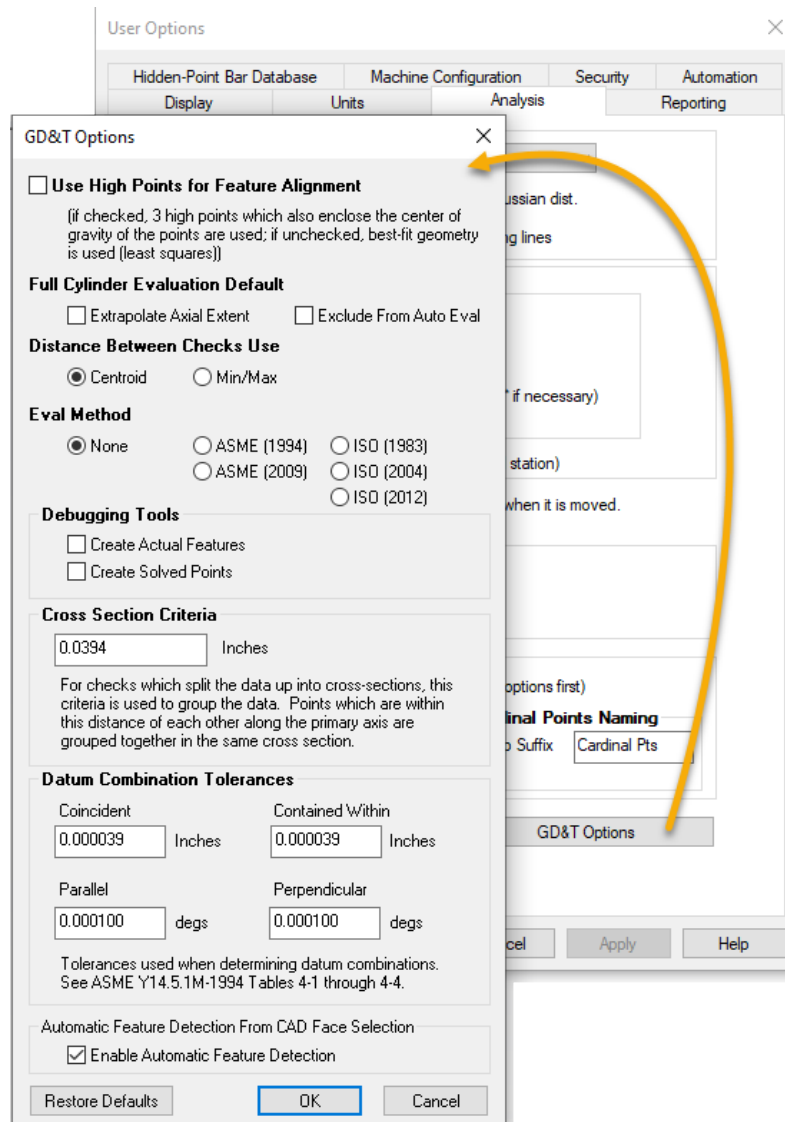 User Options
Hidden-Point Bar Database Machine Configuration Security Automation
Display Units Analysis Reporting
GD&T Options
Use High Points for Feature Alignment
(if checked, 3 high points which also enclose the center of
gravity of the points are used; if unchecked, best-fit geometry
is used (least squares))
Full Cylinder Evaluation Default
Extrapolate Axial Extent Exclude From Auto Eval
Distance Between Checks Use
Centroid Min/Max
Eval Method
None ASME (1994) ISO (1983)
ASME (2009) ISO (2004)
ISO (2012)
Debugging Tools
Create Actual Features
Create Solved Points
Cross Section Criteria
0.0394 Inches
For checks which split the data up into cross-sections, this
criteria is used to group the data. Points which are within
this distance of each other along the primary axis are
grouped together in the same cross section.
Datum Combination Tolerances
Coincident Contained Within
0.000039 Inches 0.000039 Inches
Parallel Perpendicular
0.000100 degs 0.000100 degs
Tolerances used when determining datum combinations.
See ASME Y14.5.1M-1994 Tables 4-1 through 4-4.
Automatic Feature Detection From CAD Face Selection
Enable Automatic Feature Detection
Restore Defaults OK Cancel
ussian dist.
ng lines
if necessary)
station)
when it is moved.
options first)
inal Points Naming
Suffix Cardinal Pts
GD&T Options
cel Apply Help